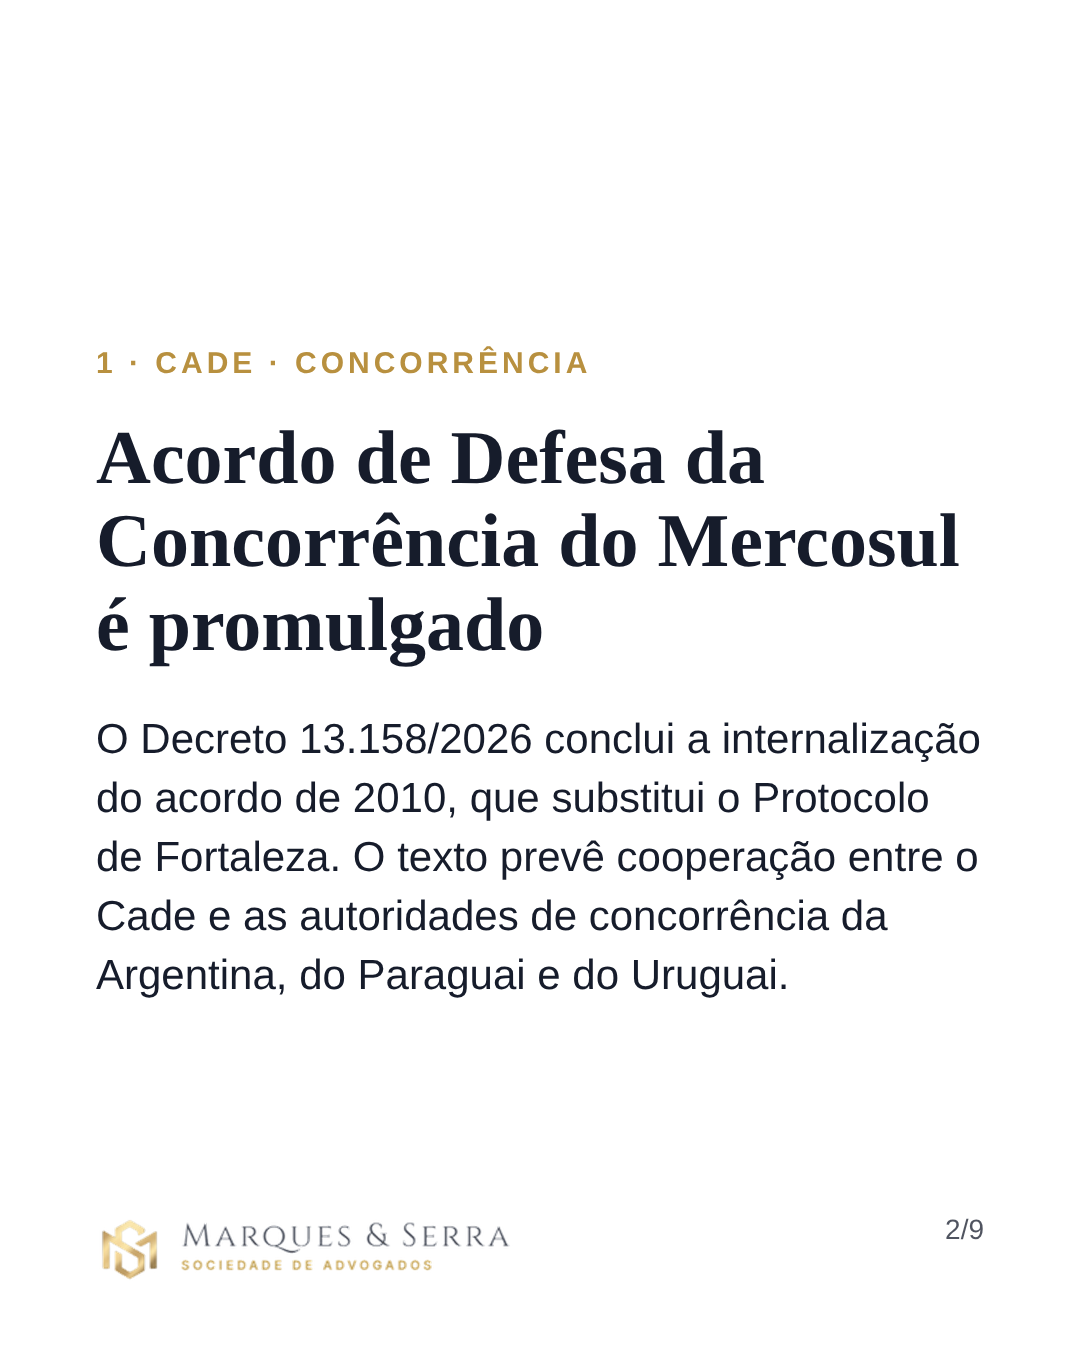 1 · CADE · CONCORRÊNCIA
Acordo de Defesa da
Concorrência do Mercosul
é promulgado
O Decreto 13.158/2026 conclui a internalização
do acordo de 2010, que substitui o Protocolo
de Fortaleza. O texto prevê cooperação entre o
Cade e as autoridades de concorrência da
Argentina, do Paraguai e do Uruguai.
MARQUES & SERRA
SOCIEDADE DE ADVOGADOS
2/9